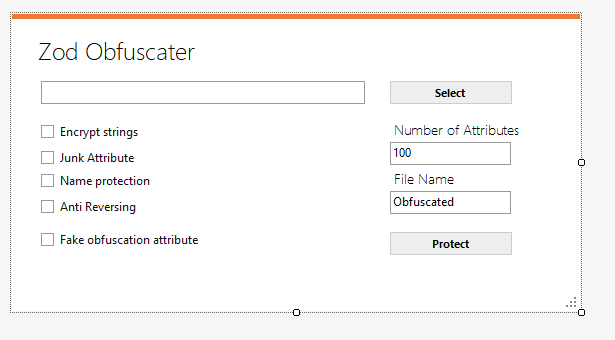 Zod Obfuscater
Select
Encrypt strings
Number of Attributes
Junk Attribute
100
Name protection
File Name
Anti Reversing
Obfuscated
Fake obfuscation attribute
Protect